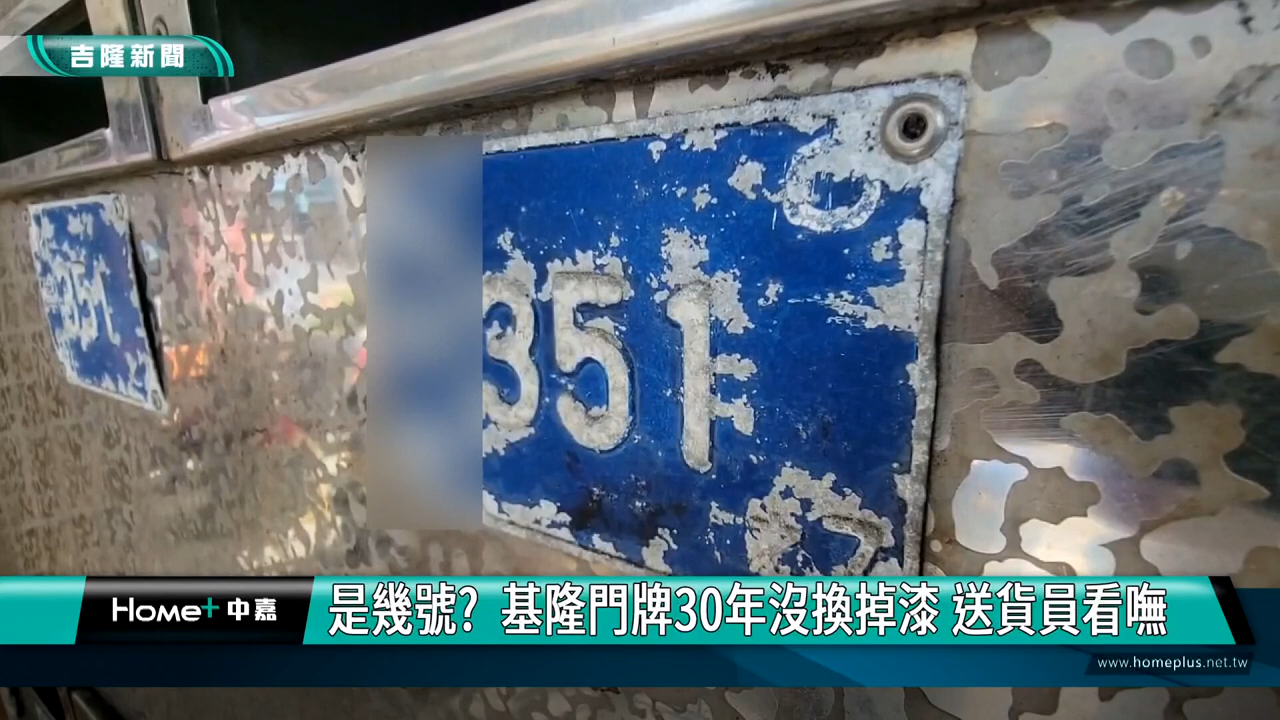 吉隆新聞
351
351
是幾號? 基隆門牌30年沒換掉漆 送貨員看嘸
Home+ 中嘉
www.homeplus.net.tw